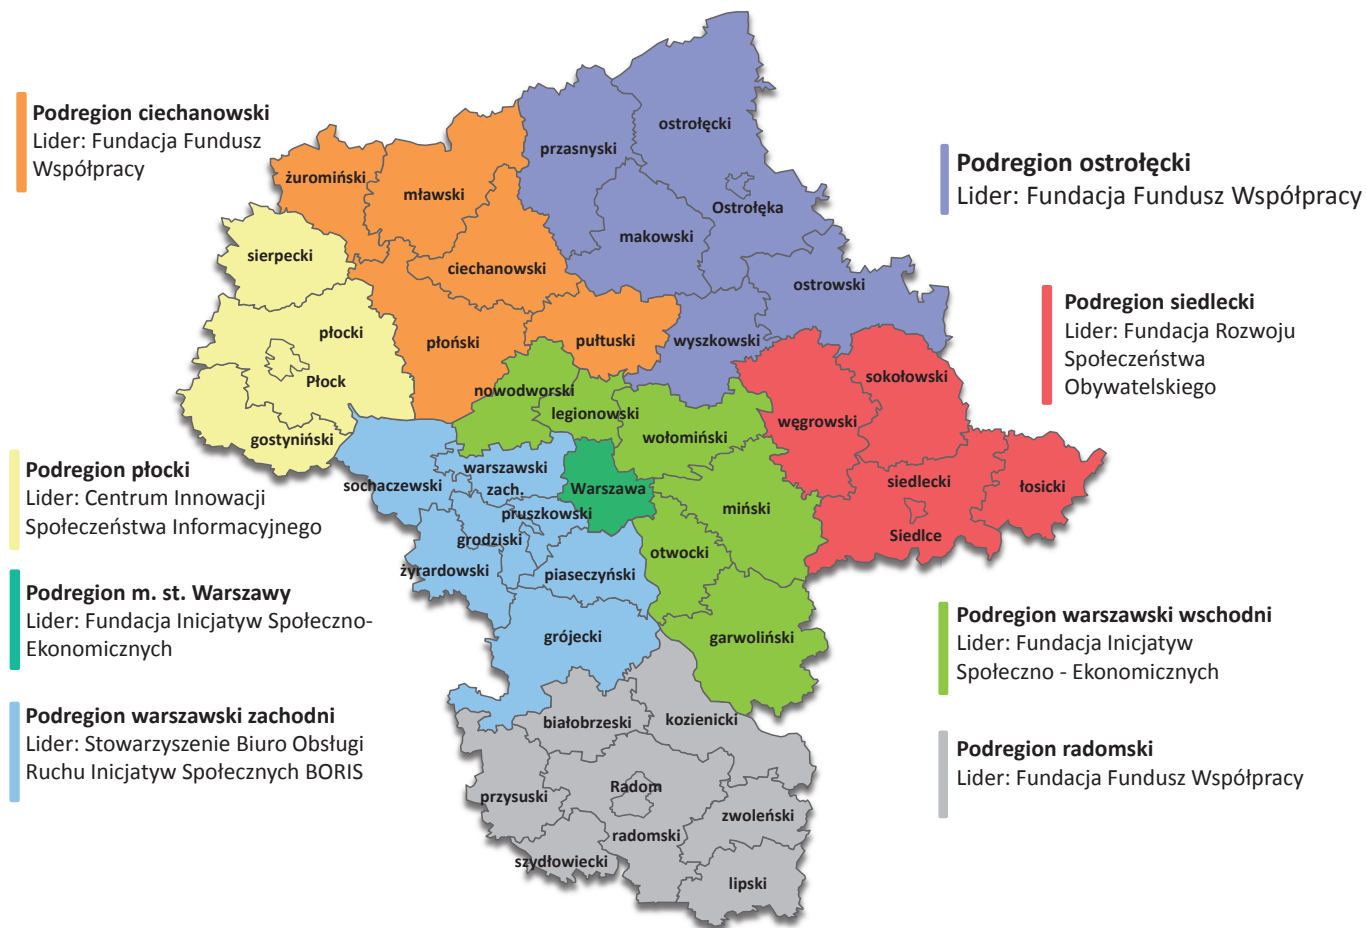 Podregion ciechanowski
Lider: Fundacja Fundusz
Współpracy
Podregion płocki
Lider: Centrum Innowacji
Społeczeństwa Informacyjnego
Podregion m. st. Warszawy
Lider: Fundacja Inicjatyw Społeczno-
Ekonomicznych
Podregion warszawski zachodni
Lider: Stowarzyszenie Biuro Obsługi
Ruchu Inicjatyw Społecznych BORIS
ostrołęcki
przasnyski
żuromiński
mławski
Ostrołęka
makowski
sierpecki
ciechanowski
ostrowski
płocki
płoński
pułtuski
wyszkowski
Płock
nowodworski
sokołowski
legionowski
węgrowski
gostyniński
wołomiński
warszawski
zach.
sochaczewski
Warszawa
siedlecki
łosicki
pruszkowski
miński
grodziski
Siedlce
otwocki
żyrardowski
piaseczyński
grójecki
garwoliński
białobrzeski
kozienicki
Radom
przysuski
zwoleński
radomski
szydłowiecki
lipski
Podregion ostrołęcki
Lider: Fundacja Fundusz Współpracy
Podregion siedlecki
Lider: Fundacja Rozwoju
Społeczeństwa
Obywatelskiego
Podregion warszawski wschodni
Lider: Fundacja Inicjatyw
Społeczno - Ekonomicznych
Podregion radomski
Lider: Fundacja Fundusz Współpracy